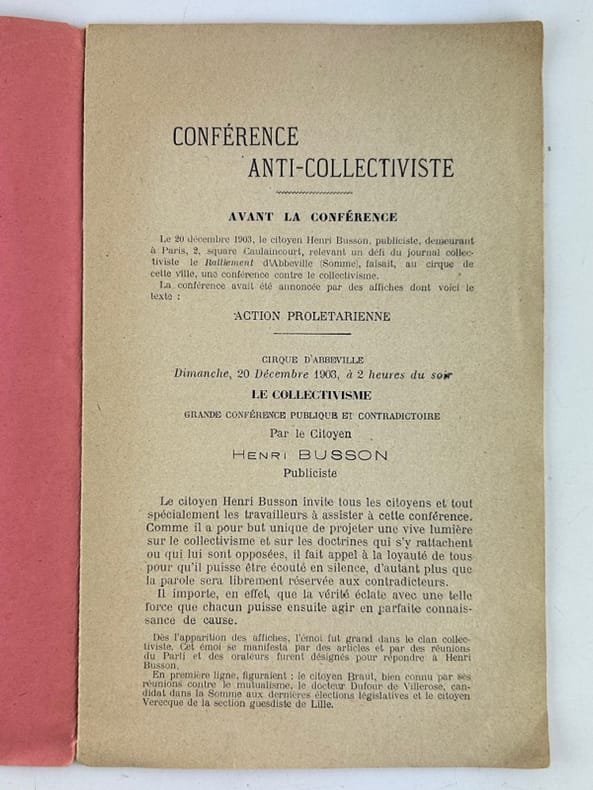 CONFÉRENCE
ANTI-COLLECTIVISTE
AVANT LA CONFÉRENCE
Le 20 décembre 1903, le citoyen Henri Busson, publiciste, demeurant
à Paris, 2, square Caulaincourt, relevant un défi du journal collec-
tiviste le Ralliement d'Abbeville (Somme), faisait, au cirque de
cette ville, une conférence contre le collectivisme.
La conférence avait été annoncée par des affiches dont voici le
texte :
ACTION PROLETARIENNE
CIRQUE D'ABBEVILLE
Dimanche, 20 Décembre 1903, à 2 heures du soir
LE COLLECTIVISME
GRANDE CONFÉRENCE PUBLIQUE ET CONTRADICTOIRE
Par le Citoyen
HENRI BUSSON
Publiciste
Le citoyen Henri Busson invite tous les citoyens et tout
spécialement les travailleurs à assister à cette conférence.
Comme il a pour but unique de projeter une vive lumière
sur le collectivisme et sur les doctrines qui s'y rattachent
ou qui lui sont opposées, il fait appel à la loyauté de tous
pour qu'il puisse être écouté en silence, d'autant plus que
la parole sera librement réservée aux contradicteurs.
Il importe, en effet, que la vérité éclate avec une telle
force que chacun puisse ensuite agir en parfaite connais-
sance de cause.
Dès l'apparition des affiches, l'émoi fut grand dans le clan collec-
tiviste. Cet émoi se manifesta par des articles et par des réunions
du Parti et des orateurs furent désignés pour répondre à Henri
Busson,
En première ligne, figuraient : le citoyen Braut, bien connu par ses
réunions contre le mutualisme, le docteur Dufour de Villerose, can-
didat dans la Somme aux dernières élections législatives et le citoyen
Verecque de la section guesdiste de Lille.